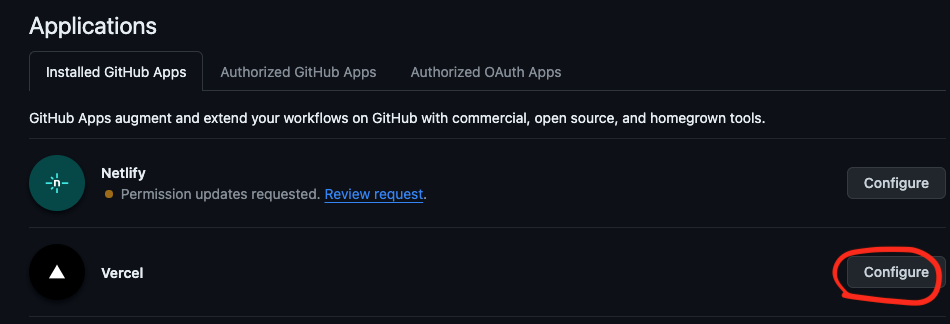 Applications
Installed GitHub Apps
Authorized GitHub Apps
Authorized OAuth Apps
GitHub Apps augment and extend your workflows on GitHub with commercial, open source, and homegrown tools.
n
Netlify
Permission updates requested. Review request.
Configure
Vercel
Configure